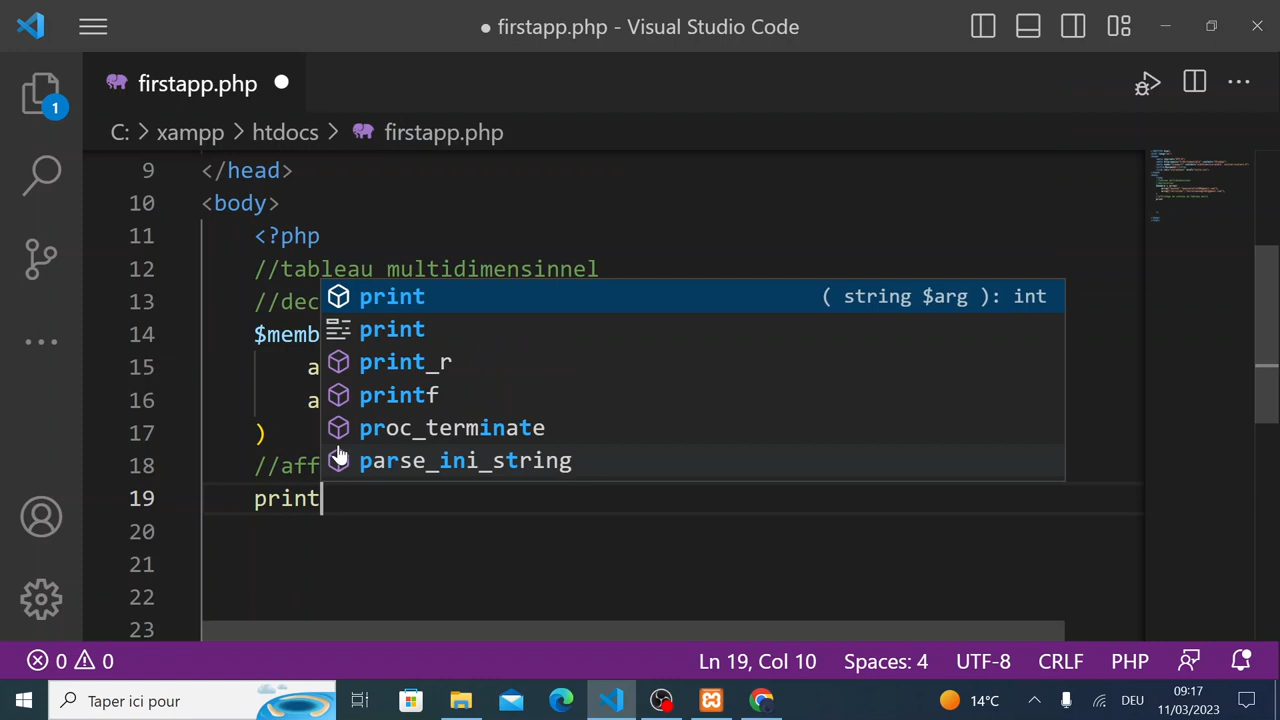 firstapp.php - Visual Studio Code
1
firstapp.php
C: > xampp > htdocs > firstapp.php
9 </head>
10 <body>
11 <?php
12 //tableau multidimensinnel
13 //dec
14 $memb
15 a
16 a
17 )
18 //aff
19 print
20
21
22
23
print ( string $arg ): int
print
print_r
printf
proc_terminate
parse_ini_string
0 0 Ln 19, Col 10 Spaces: 4 UTF-8 CRLF PHP
Taper ici pour 14°C DEU 09:17
11/03/2023